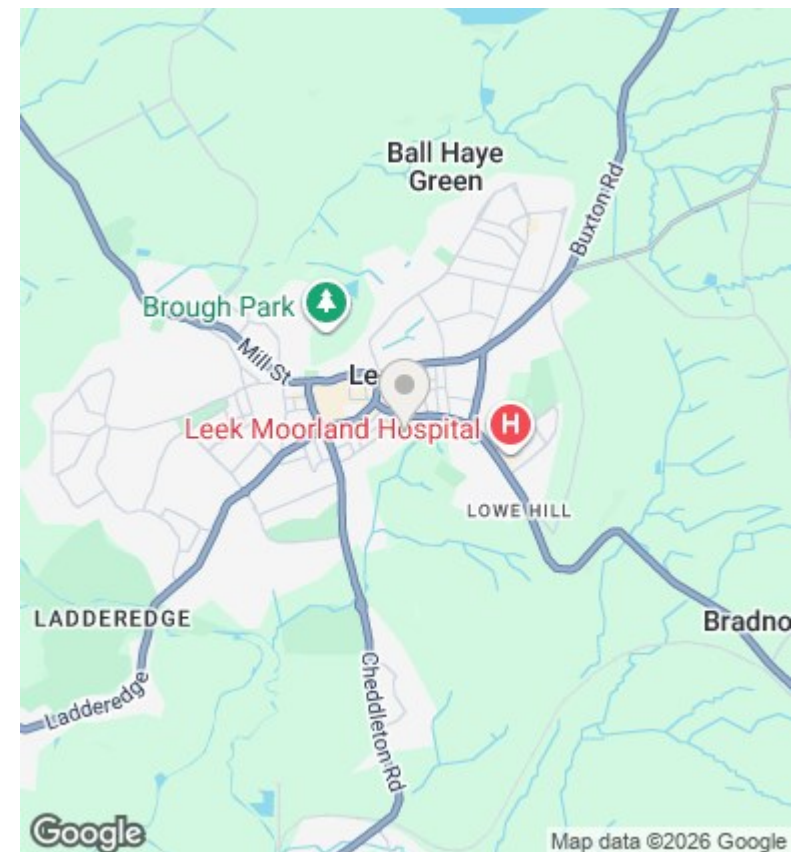 Ball Haye
Green
Buxton Rd
Brough Park
Mill St
Le
Leek Moorland Hospital
H
LOWE HILL
LADDEREDGE
Bradno
Ladderedge
Cheddleton Rd
Google
Map data ©2026 Google